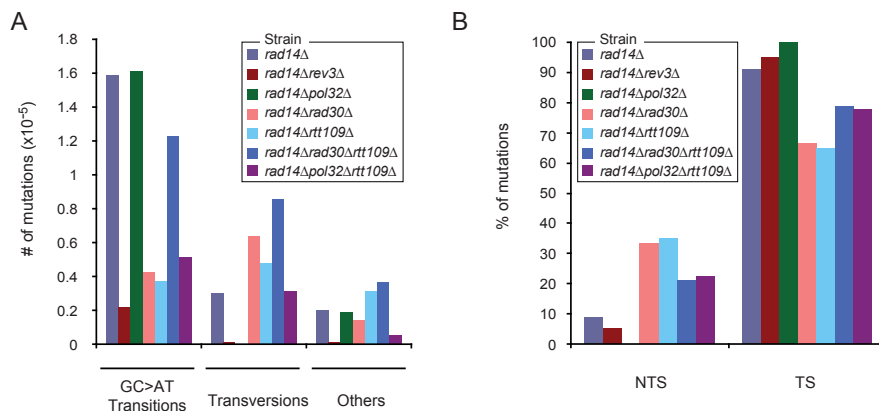 A
# of mutations (x10⁻⁵)
1.8
1.6
1.4
1.2
1
0.8
0.6
0.4
0.2
0
Strain
rad14Δ
rad14Δrev3Δ
rad14Δpol32Δ
rad14Δrad30Δ
rad14Δrtt109Δ
rad14Δrad30Δrtt109Δ
rad14Δpol32Δrtt109Δ
GC>AT
Transitions
Transversions
Others
B
% of mutations
100
90
80
70
60
50
40
30
20
10
0
Strain
rad14Δ
rad14Δrev3Δ
rad14Δpol32Δ
rad14Δrad30Δ
rad14Δrtt109Δ
rad14Δrad30Δrtt109Δ
rad14Δpol32Δrtt109Δ
NTS
TS